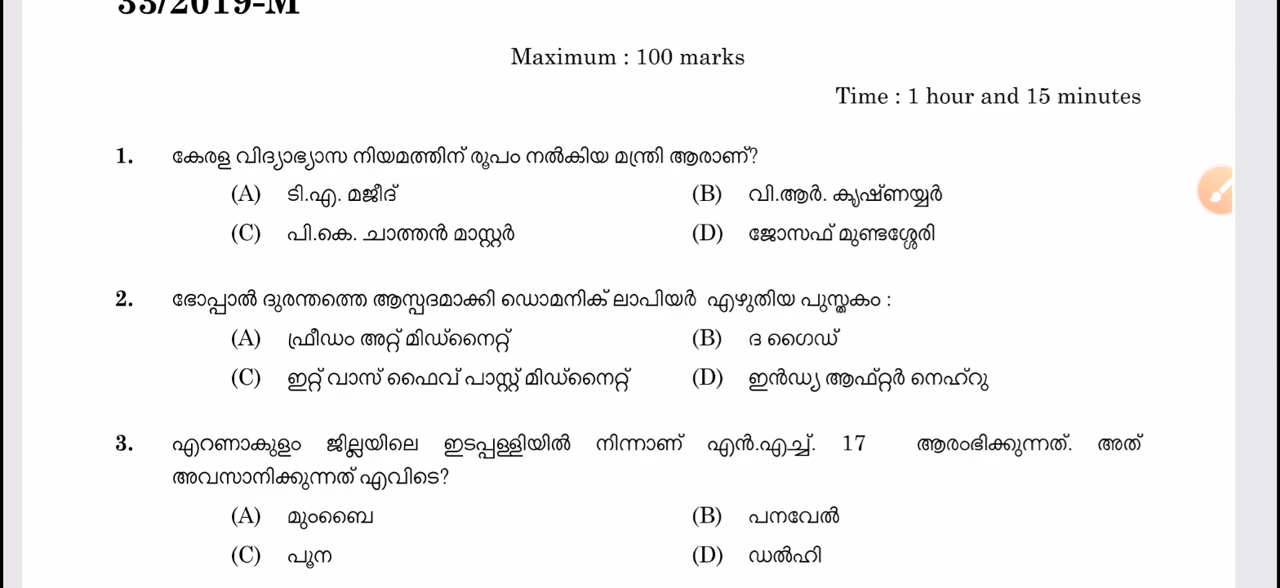 33/2019-M
Maximum : 100 marks
Time : 1 hour and 15 minutes
1. കേരള വിദ്യാഭ്യാസ നിയമത്തിന് രൂപം നൽകിയ മന്ത്രി ആരാണ്?
(A) ടി.എ. മജീദ് (B) വി.ആർ. കൃഷ്ണയ്യർ
(C) പി.കെ. ചാത്തൻ മാസ്റ്റർ (D) ജോസഫ് മുണ്ടശ്ശേരി
2. ഭോപ്പാൽ ദുരന്തത്തെ ആസ്പദമാക്കി ഡൊമനിക് ലാപിയർ എഴുതിയ പുസ്തകം :
(A) ഫ്രീഡം അറ്റ് മിഡ്നൈറ്റ് (B) ദ ഗൈഡ്
(C) ഇറ്റ് വാസ് ഫൈവ് പാസ്റ്റ് മിഡ്നൈറ്റ് (D) ഇൻഡ്യ ആഫ്റ്റർ നെഹ്റു
3. എറണാകുളം ജില്ലയിലെ ഇടപ്പള്ളിയിൽ നിന്നാണ് എൻ.എച്ച്. 17 ആരംഭിക്കുന്നത്. അത്
അവസാനിക്കുന്നത് എവിടെ?
(A) മുംബൈ (B) പനവേൽ
(C) പൂന (D) ഡൽഹി